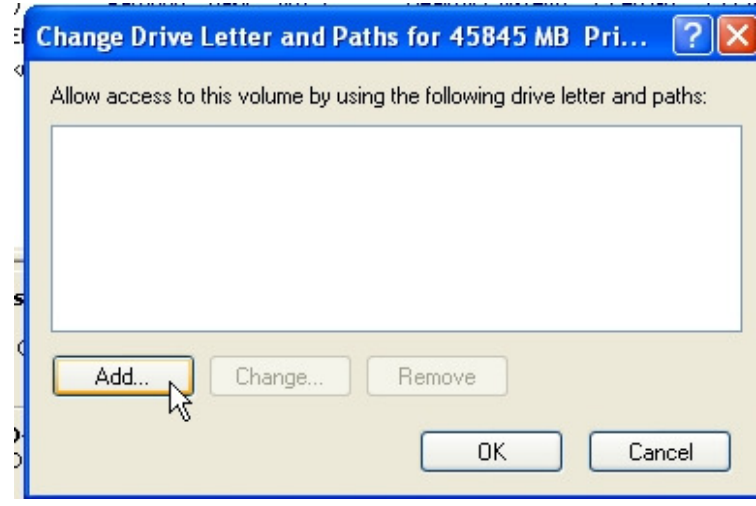 Change Drive Letter and Paths for 45845 MB Pri...
Allow access to this volume by using the following drive letter and paths:
Add...
Change...
Remove
OK
Cancel